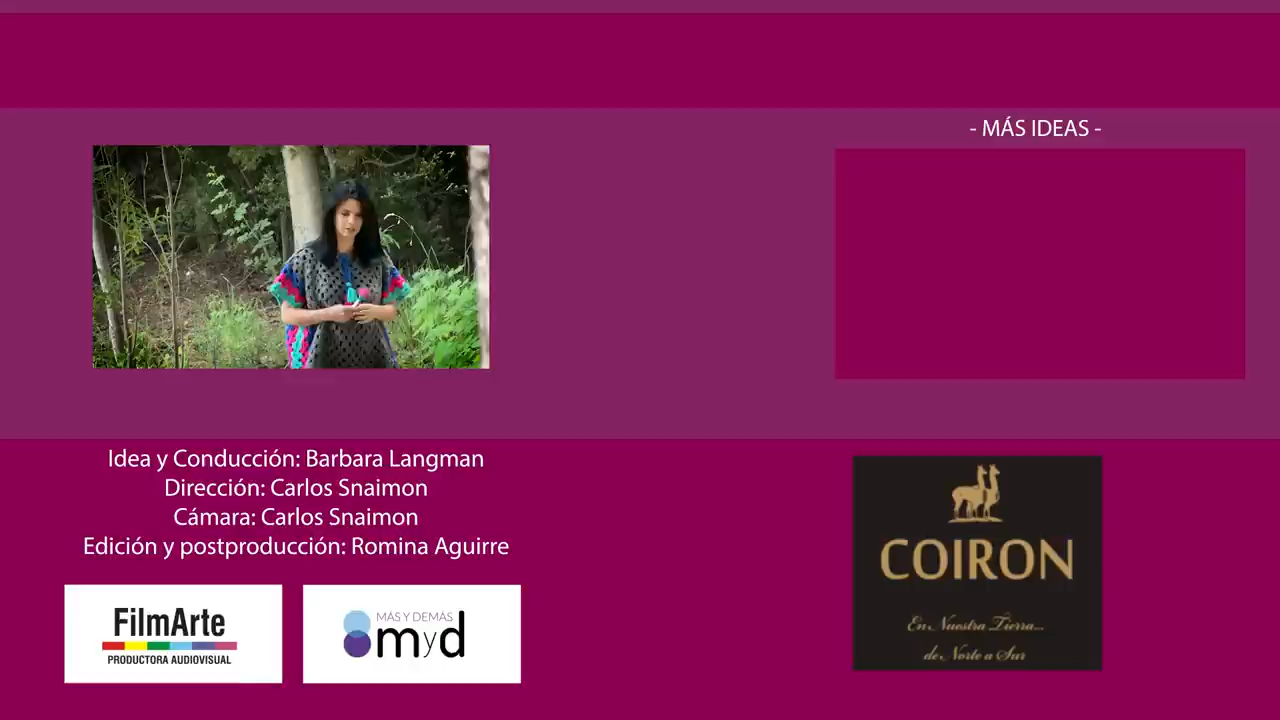 - MÁS IDEAS -
Idea y Conducción: Barbara Langman
Dirección: Carlos Snaimon
Cámara: Carlos Snaimon
Edición y postproducción: Romina Aguirre
FilmArte
PRODUCTORA AUDIOVISUAL
MÁS Y DEMÁS
myd
COIRON
En Nuestra Tierra...
de Norte a Sur